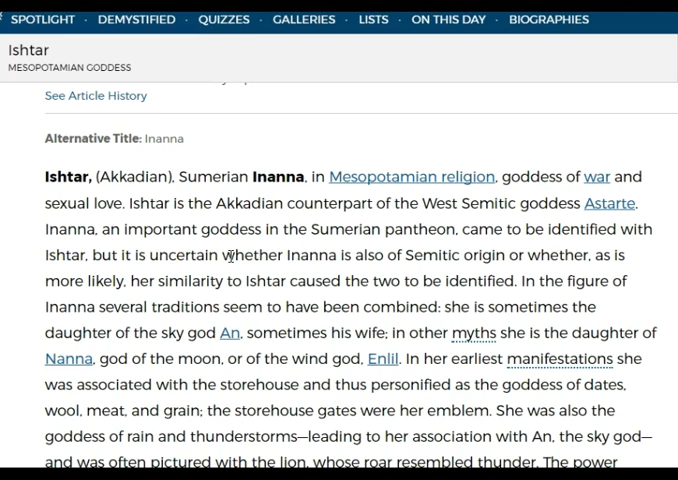 SPOTLIGHT · DEMYSTIFIED · QUIZZES · GALLERIES · LISTS · ON THIS DAY · BIOGRAPHIES
Ishtar
MESOPOTAMIAN GODDESS
See Article History
Alternative Title: Inanna
Ishtar, (Akkadian), Sumerian Inanna, in Mesopotamian religion, goddess of war and
sexual love. Ishtar is the Akkadian counterpart of the West Semitic goddess Astarte.
Inanna, an important goddess in the Sumerian pantheon, came to be identified with
Ishtar, but it is uncertain whether Inanna is also of Semitic origin or whether, as is
more likely, her similarity to Ishtar caused the two to be identified. In the figure of
Inanna several traditions seem to have been combined: she is sometimes the
daughter of the sky god An, sometimes his wife; in other myths she is the daughter of
Nanna, god of the moon, or of the wind god, Enlil. In her earliest manifestations she
was associated with the storehouse and thus personified as the goddess of dates,
wool, meat, and grain; the storehouse gates were her emblem. She was also the
goddess of rain and thunderstorms—leading to her association with An, the sky god—
and was often pictured with the lion, whose roar resembled thunder. The power